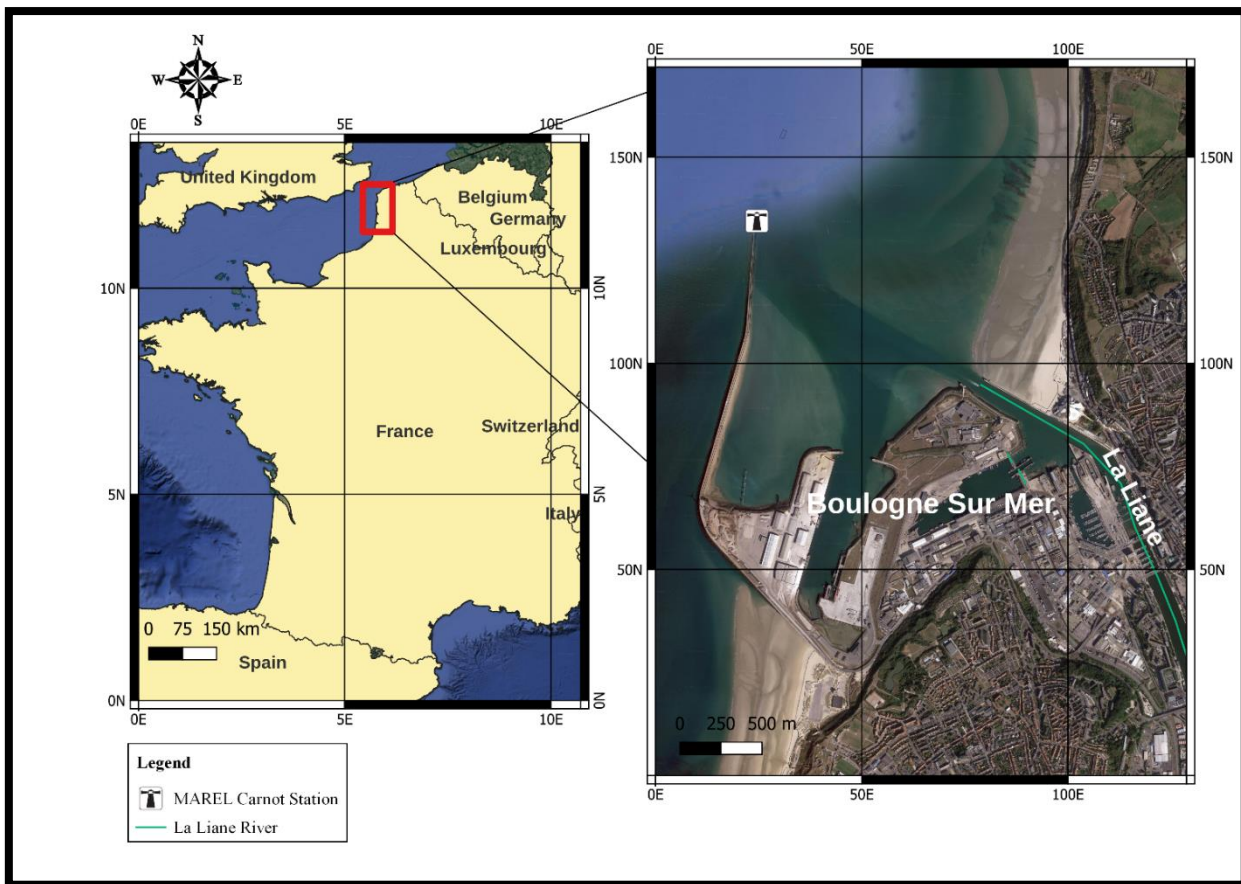 N
W E
S
0E 5E 10E
United Kingdom
Belgium
Germany
Luxembourg
10N 10N
France
Switzerland
5N 5N
Italy
0 75 150 km
Spain
0N 0N
0E 5E 10E
Legend
MAREL Carnot Station
La Liane River
0E 50E 100E
150N 150N
100N 100N
La Liane
Boulogne Sur Mer.
50N 50N
0 250 500 m
0E 50E 100E